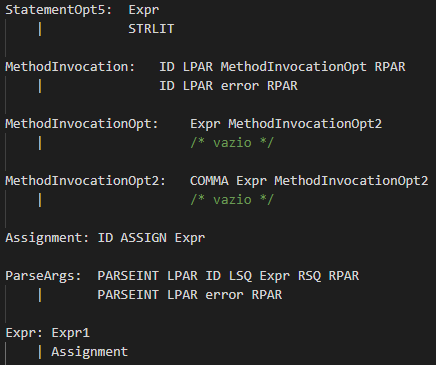 StatementOpt5:  Expr
    |           STRLIT
MethodInvocation:   ID LPAR MethodInvocationOpt RPAR
    |               ID LPAR error RPAR
MethodInvocationOpt:    Expr MethodInvocationOpt2
    |                   /* vazio */
MethodInvocationOpt2:   COMMA Expr MethodInvocationOpt2
    |                   /* vazio */
Assignment: ID ASSIGN Expr
ParseArgs:  PARSEINT LPAR ID LSQ Expr RSQ RPAR
    |       PARSEINT LPAR error RPAR
Expr: Expr1
    | Assignment